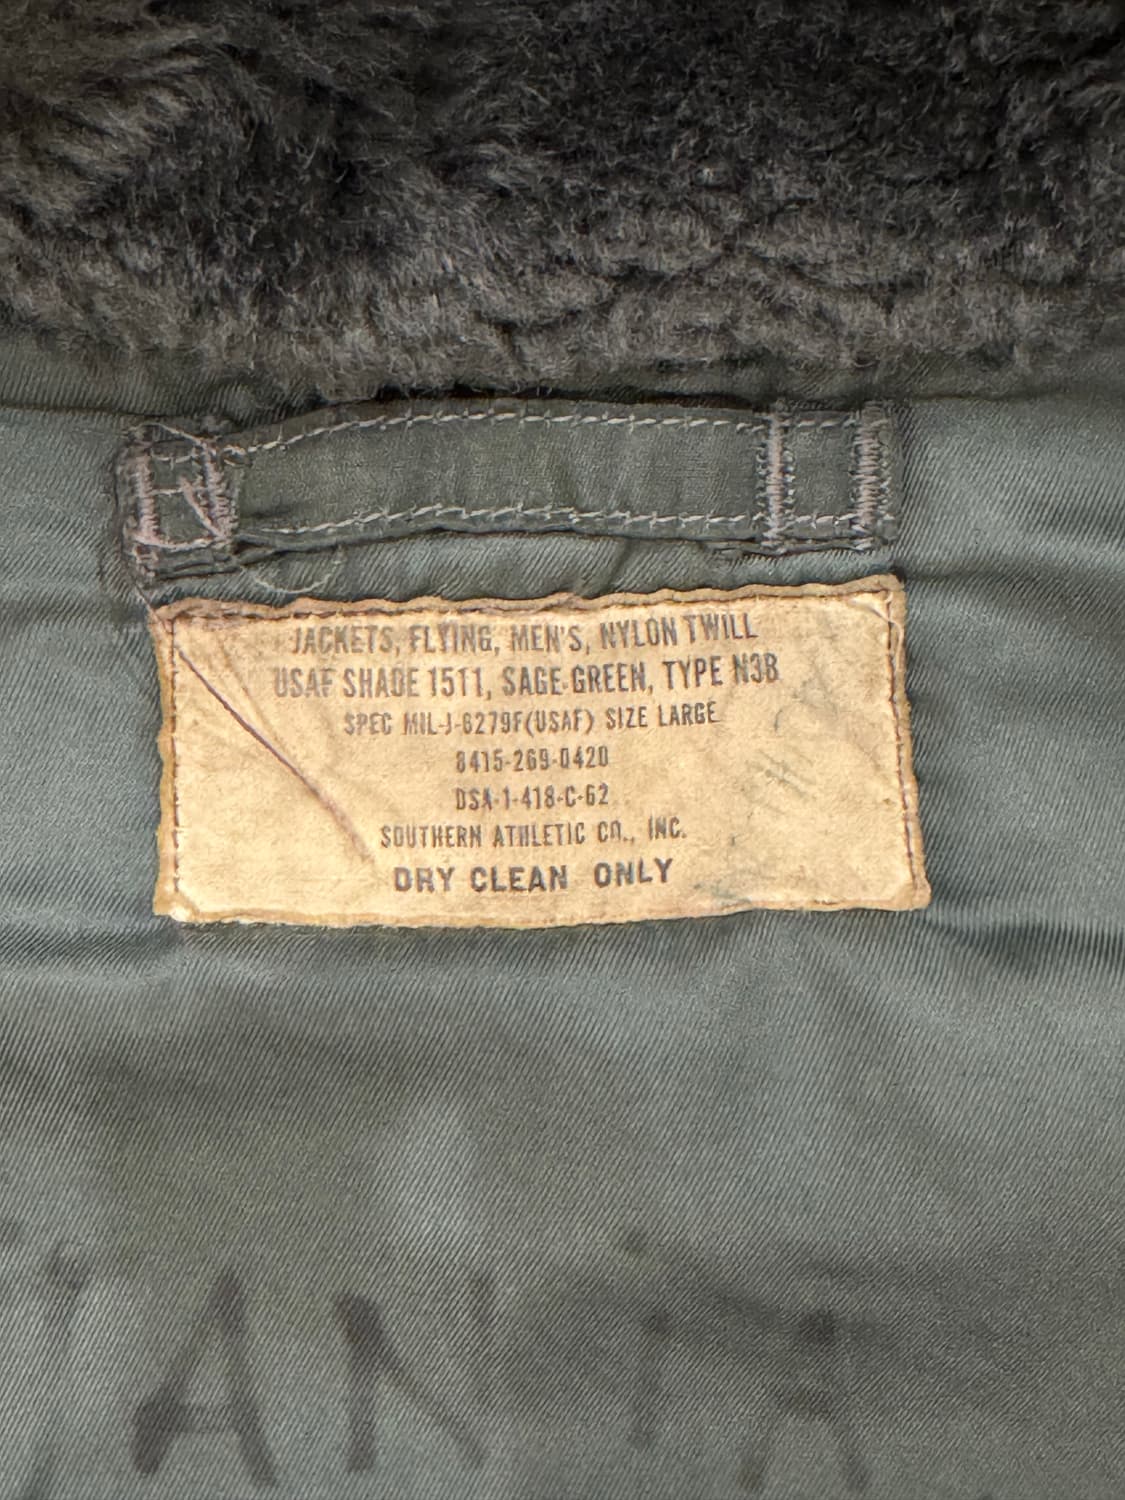 JACKETS, FLYING, MEN'S, NYLON TWILL
USAF SHADE 1511, SAGE GREEN, TYPE N3B
SPEC MIL-J-6279F(USAF) SIZE LARGE
8415-269-0420
DSA-1-418-C-62
SOUTHERN ATHLETIC CO., INC.
DRY CLEAN ONLY